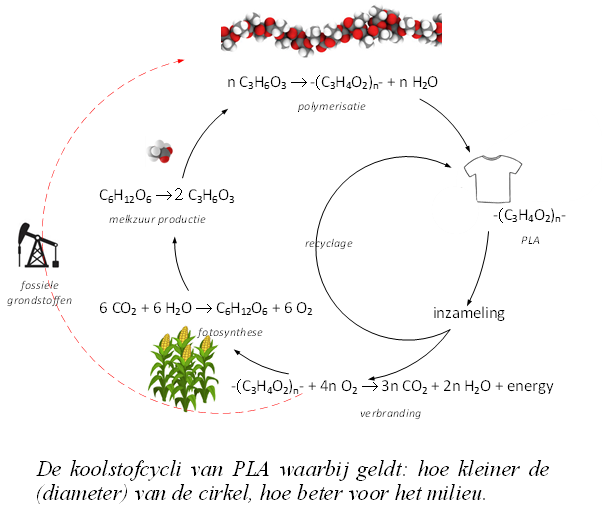 n C₃H₆O₃ → -(C₃H₄O₂)ₙ- + n H₂O
polymerisatie
C₆H₁₂O₆ → 2 C₃H₆O₃
melkzuur productie
-(C₃H₄O₂)ₙ-
PLA
recyclage
fossiele
grondstoffen
6 CO₂ + 6 H₂O → C₆H₁₂O₆ + 6 O₂
fotosynthese
inzameling
-(C₃H₄O₂)ₙ- + 4n O₂ → 3n CO₂ + 2n H₂O + energy
verbranding
De koolstofcycli van PLA waarbij geldt: hoe kleiner de
(diameter) van de cirkel, hoe beter voor het milieu.